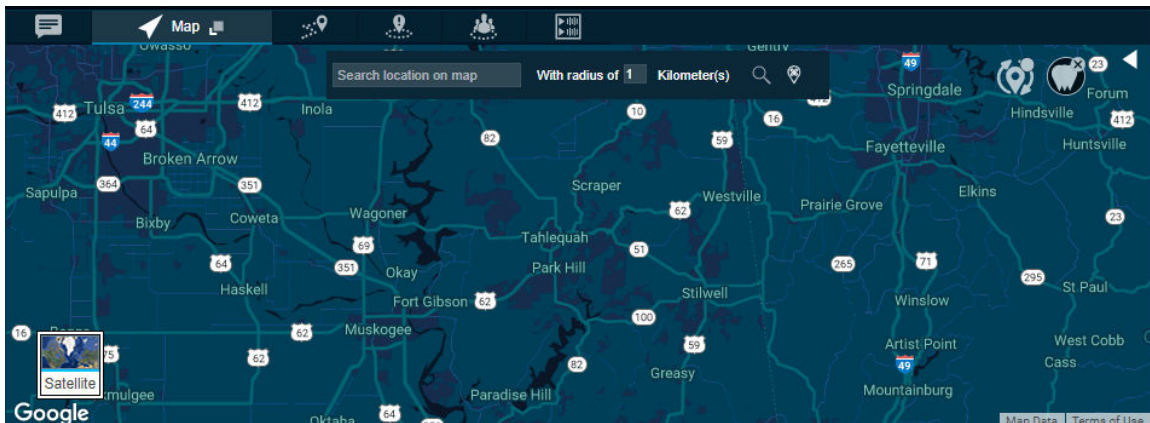 Map
Owasso
Gentry
Search location on map
With radius of 1 Kilometer(s)
49
23
Springdale
Forum
412
Tulsa
244
412
Inola
10
16
Hindsville
412
44
64
82
59
Fayetteville
Huntsville
Broken Arrow
Sapulpa
364
351
Scraper
Westville
Elkins
Bixby
Coweta
Wagoner
62
Prairie Grove
23
69
Tahlequah
51
64
351
Okay
Park Hill
265
71
295
Haskell
Fort Gibson
62
Stilwell
Winslow
St Paul
16
62
Muskogee
100
Artist Point
West Cobb
75
62
59
82
49
Cass
Satellite
Greasy
Mountainburg
Paradise Hill
Google
64
Oktaha
Map Data
Terms of Use